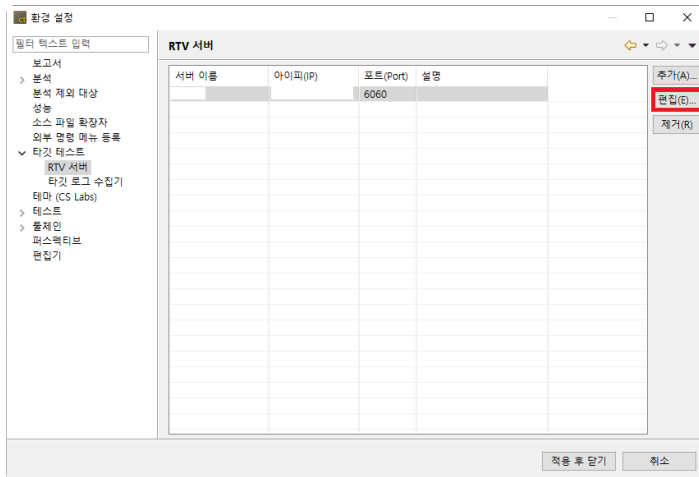 환경 설정
필터 텍스트 입력
보고서
분석
분석 제외 대상
성능
소스 파일 확장자
외부 명령 메뉴 등록
타깃 테스트
RTV 서버
타깃 로그 수집기
테마 (CS Labs)
테스트
툴체인
퍼스펙티브
편집기
RTV 서버
서버 이름 아이피(IP) 포트(Port) 설명
6060
추가(A)...
편집(E)...
제거(R)
적용 후 닫기 취소